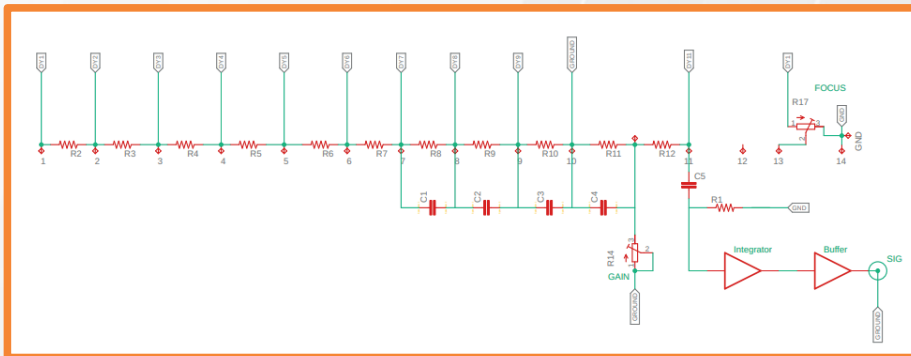 DY1 DY2 DY3 DY4 DY5 DY6 DY7 DY8 DY9 GROUND DY11 DY1
FOCUS
R17
GND
1 3
2
GND
R2 R3 R4 R5 R6 R7 R8 R9 R10 R11 R12
1 2 3 4 5 6 7 8 9 10 11 12 13 14
C5
C1 C2 C3 C4
R1
GND
R14
3
2
1
GAIN
Integrator Buffer
SIG
GROUND
GROUND